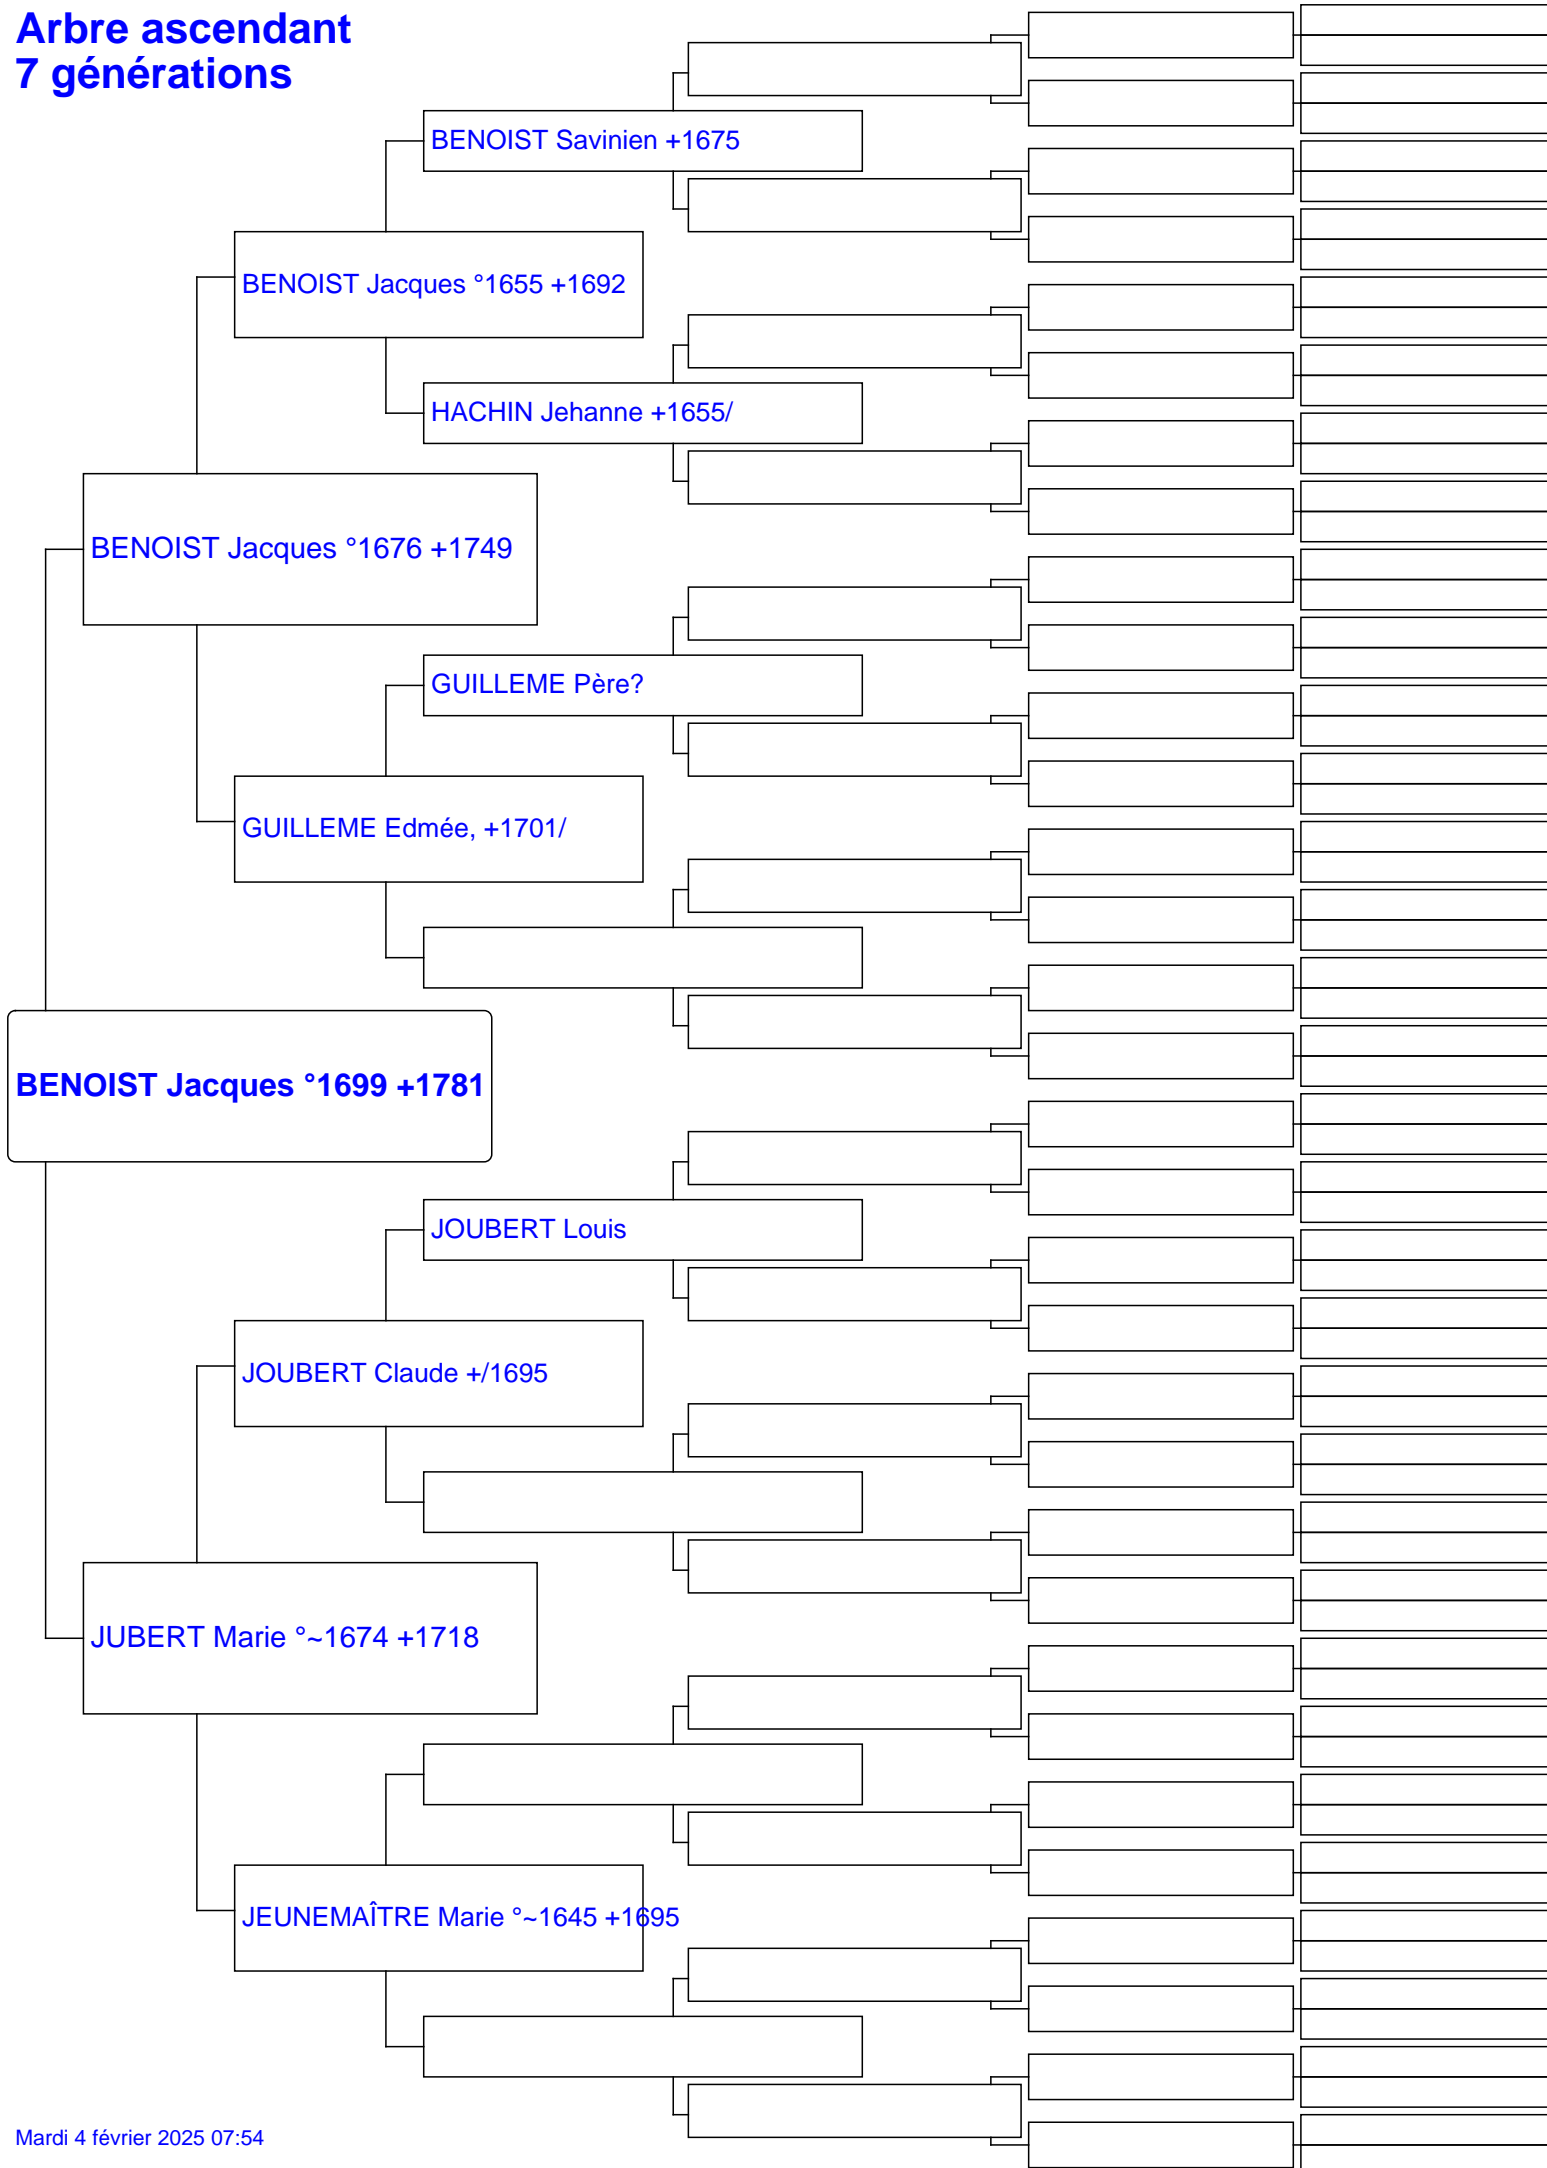 Arbre ascendant
7 générations
BENOIST Savinien +1675
BENOIST Jacques °1655 +1692
HACHIN Jehanne +1655/
BENOIST Jacques °1676 +1749
GUILLEME Père?
GUILLEME Edmée, +1701/
BENOIST Jacques °1699 +1781
JOUBERT Louis
JOUBERT Claude +/1695
JUBERT Marie °~1674 +1718
JEUNEMAÎTRE Marie °~1645 +1695
Mardi 4 février 2025 07:54